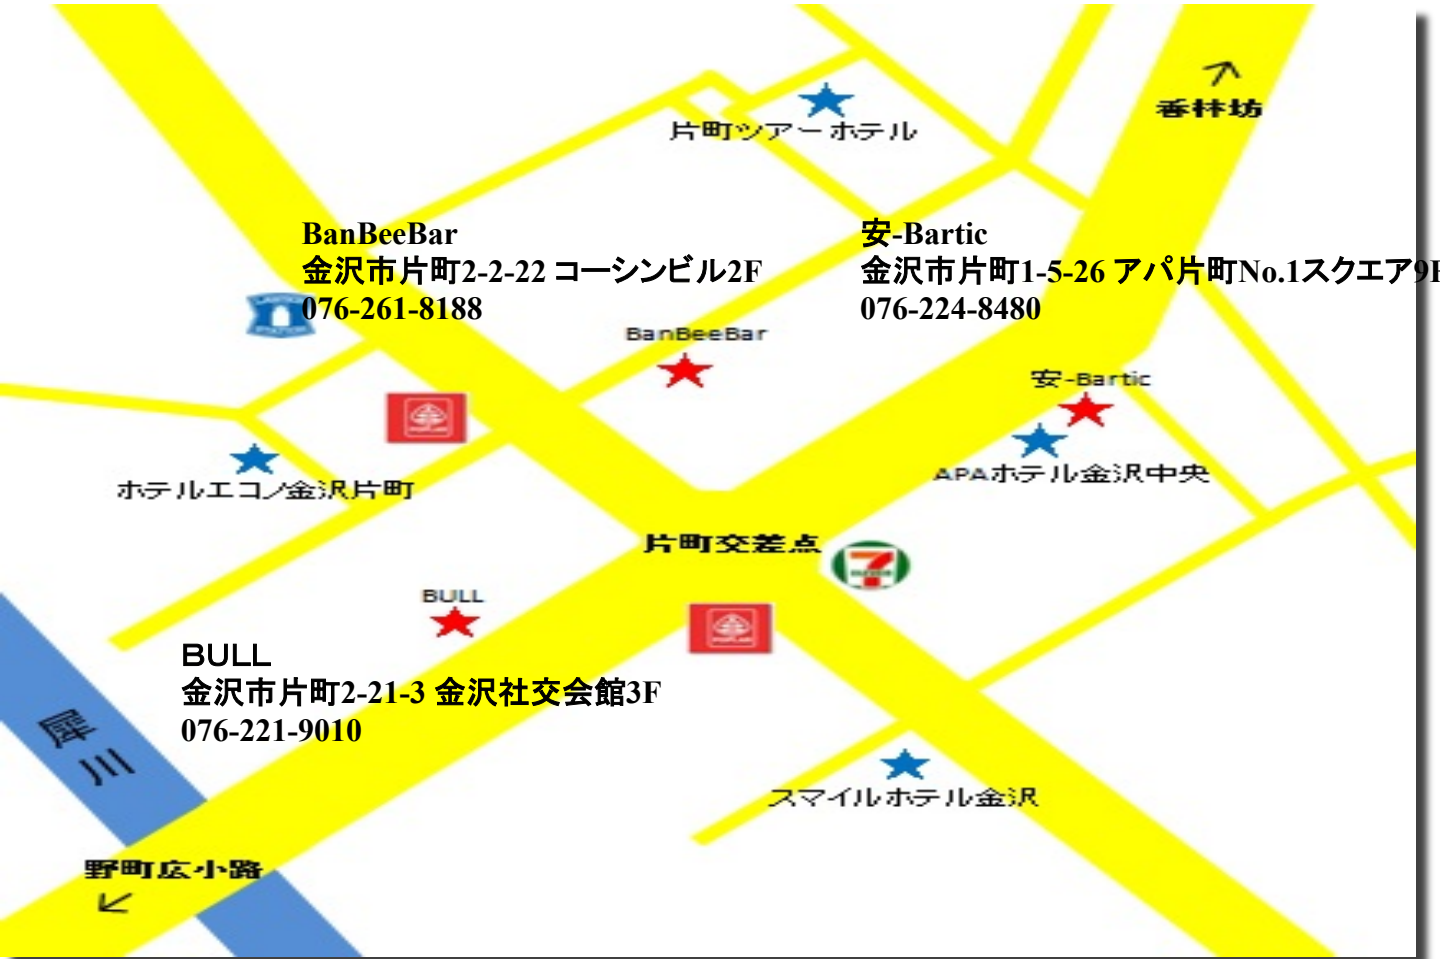 香林坊
片町ツアーホテル
BanBeeBar
金沢市片町2-2-22 コーシンビル2F
076-261-8188
安-Bartic
金沢市片町1-5-26 アパ片町No.1スクエア9F
076-224-8480
BanBeeBar
安-Bartic
APAホテル金沢中央
ホテルエコノ金沢片町
片町交差点
7
BULL
BULL
金沢市片町2-21-3 金沢社交会館3F
076-221-9010
犀
川
スマイルホテル金沢
野町広小路